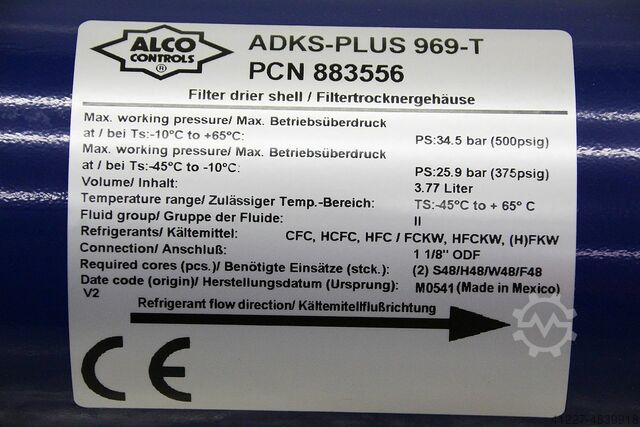 ALCO
CONTROLS
®
ADKS-PLUS 969-T
PCN 883556
Filter drier shell / Filtertrocknergehäuse
Max. working pressure/ Max. Betriebsüberdruck
at / bei Ts:-10°C to +65°C: PS:34.5 bar (500psig)
Max. working pressure/ Max. Betriebsüberdruck
at / bei Ts:-45°C to -10°C: PS:25.9 bar (375psig)
Volume/ Inhalt: 3.77 Liter
Temperature range/ Zulässiger Temp.-Bereich: TS:-45°C to + 65° C
Fluid group/ Gruppe der Fluide: II
Refrigerants/ Kältemittel: CFC, HCFC, HFC / FCKW, HFCKW, (H)FKW
Connection/ Anschluß: 1 1/8" ODF
Required cores (pcs.)/ Benötigte Einsätze (stck.): (2) S48/H48/W48/F48
Date code (origin)/ Herstellungsdatum (Ursprung): M0541 (Made in Mexico)
V2
Refrigerant flow direction/ Kältemitellflußrichtung
CE